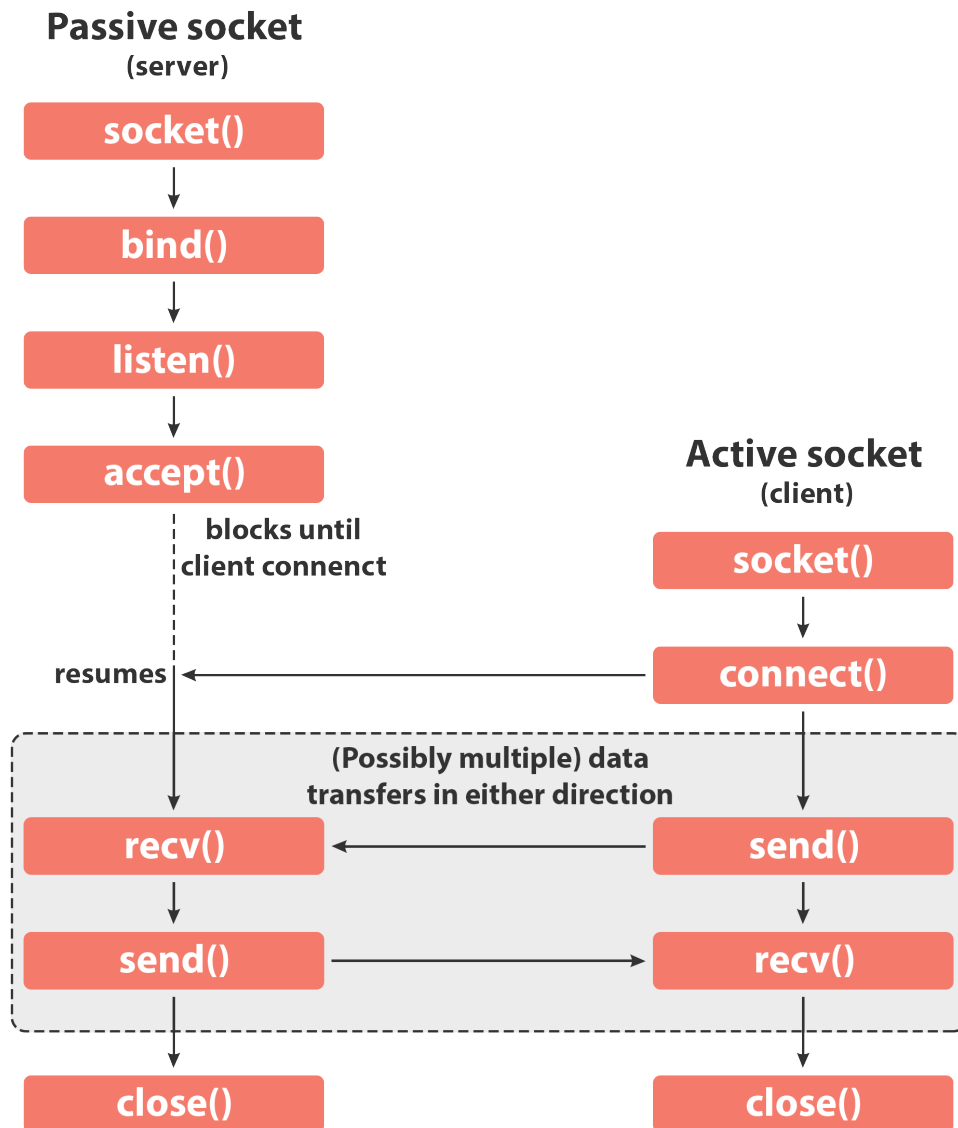 Passive socket
(server)
socket()
bind()
listen()
accept()
blocks until
client connenct
resumes
Active socket
(client)
socket()
connect()
(Possibly multiple) data
transfers in either direction
recv()
send()
send()
recv()
close()
close()